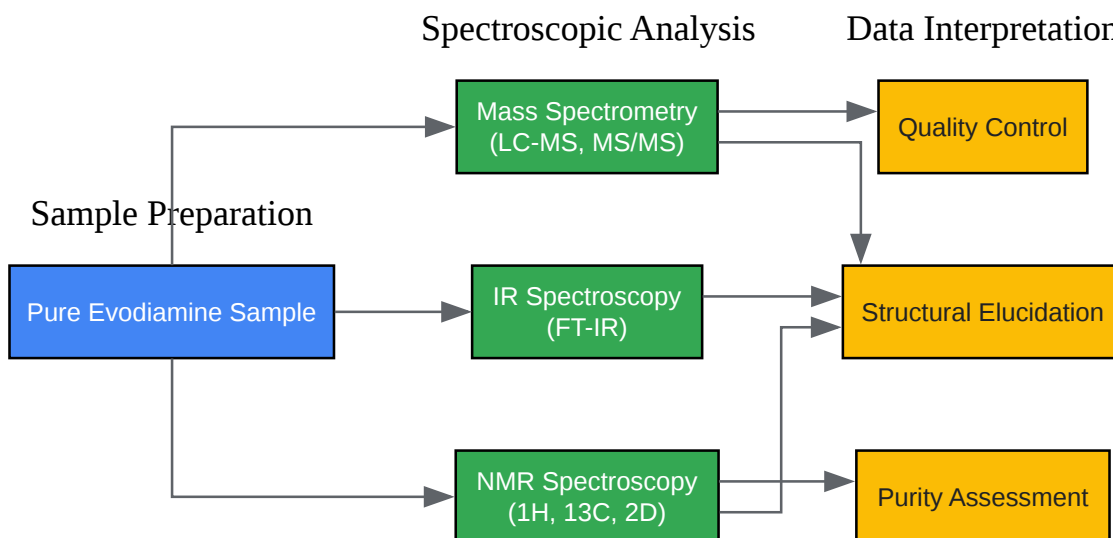 Spectroscopic Analysis
Data Interpretation
Mass Spectrometry
(LC-MS, MS/MS)
Quality Control
Sample Preparation
Pure Evodiamine Sample
IR Spectroscopy
(FT-IR)
Structural Elucidation
NMR Spectroscopy
(1H, 13C, 2D)
Purity Assessment